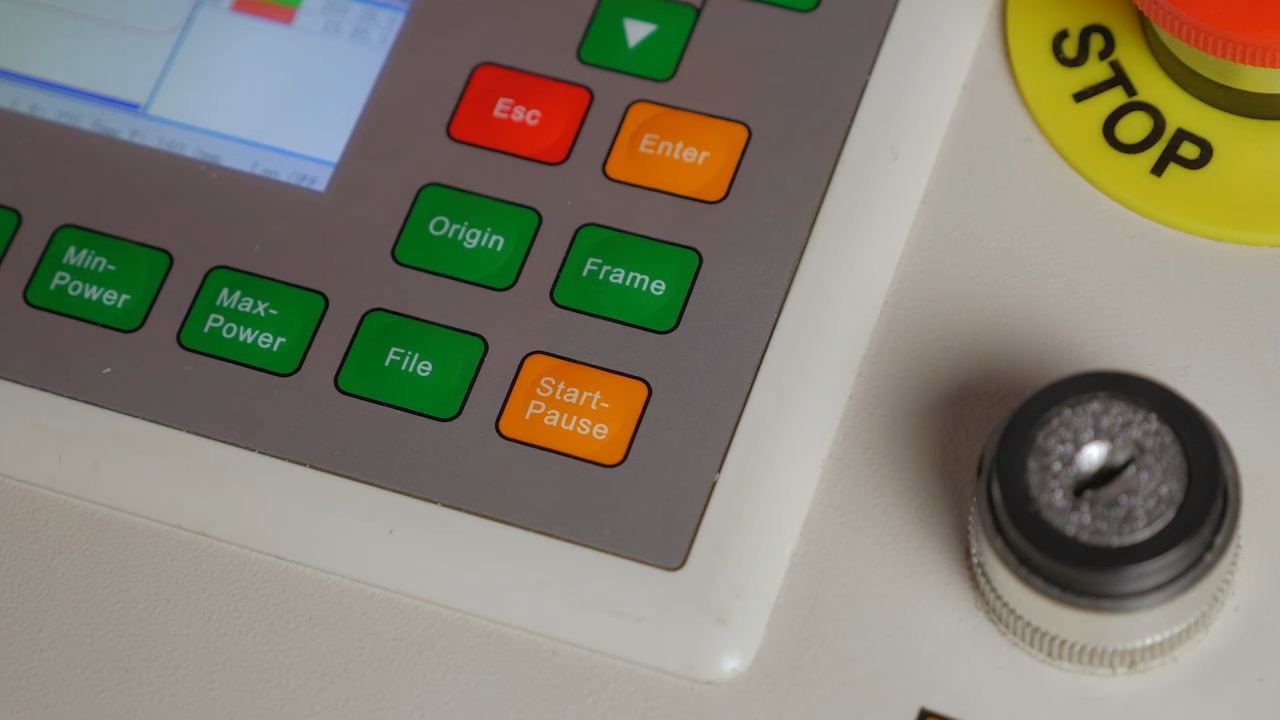 STOP
Esc
Enter
Origin
Frame
Min-
Power
Max-
Power
File
Start-
Pause